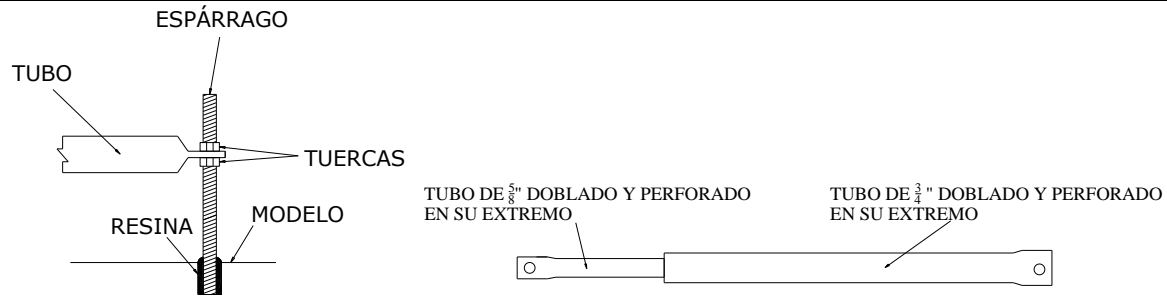 ESPÁRRAGO
TUBO
TUERCAS
RESINA
MODELO
TUBO DE 5/8" DOBLADO Y PERFORADO
EN SU EXTREMO
TUBO DE 3/4 " DOBLADO Y PERFORADO
EN SU EXTREMO